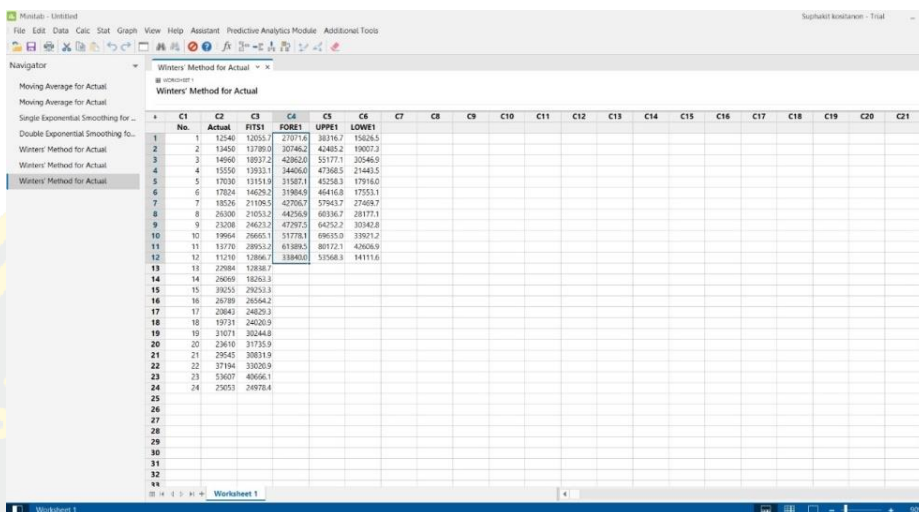 Minitab - Untitled
Suphakit kositanon - Trial
File Edit Data Calc Stat Graph View Help Assistant Predictive Analytics Module Additional Tools
Navigator
Winters' Method for Actual
WORKSHEET 1
Winters' Method for Actual
Moving Average for Actual
Moving Average for Actual
Single Exponential Smoothing for ...
Double Exponential Smoothing fo...
Winters' Method for Actual
Winters' Method for Actual
Winters' Method for Actual
C1 C2 C3 C4 C5 C6 C7 C8 C9 C10 C11 C12 C13 C14 C15 C16 C17 C18 C19 C20 C21
No. Actual FITS1 FORE1 UPPE1 LOWE1
1 1 12540 12055.7 27071.6 38316.7 15826.5
2 2 13450 13789.0 30746.2 42485.2 19007.3
3 3 14960 18937.2 42862.0 55177.1 30546.9
4 4 15550 13933.1 34406.0 47368.5 21443.5
5 5 17030 13151.9 31587.1 45258.3 17916.0
6 6 17824 14629.2 31984.9 46416.8 17553.1
7 7 18526 21109.5 42706.7 57943.7 27469.7
8 8 26300 21053.2 44256.9 60336.7 28177.1
9 9 23208 24623.2 47297.5 64252.2 30342.8
10 10 19964 26665.1 51778.1 69635.0 33921.2
11 11 13770 28953.2 61389.5 80172.1 42606.9
12 12 11210 12866.7 33840.0 53568.3 14111.6
13 13 22984 12838.7
14 14 26069 18263.3
15 15 39255 29253.3
16 16 26789 26564.2
17 17 20843 24829.3
18 18 19731 24020.9
19 19 31071 30244.8
20 20 23610 31735.9
21 21 29545 30831.9
22 22 37194 33020.9
23 23 53607 40666.1
24 24 25053 24978.4
25
26
27
28
29
30
31
32
33
Worksheet 1
Worksheet 1